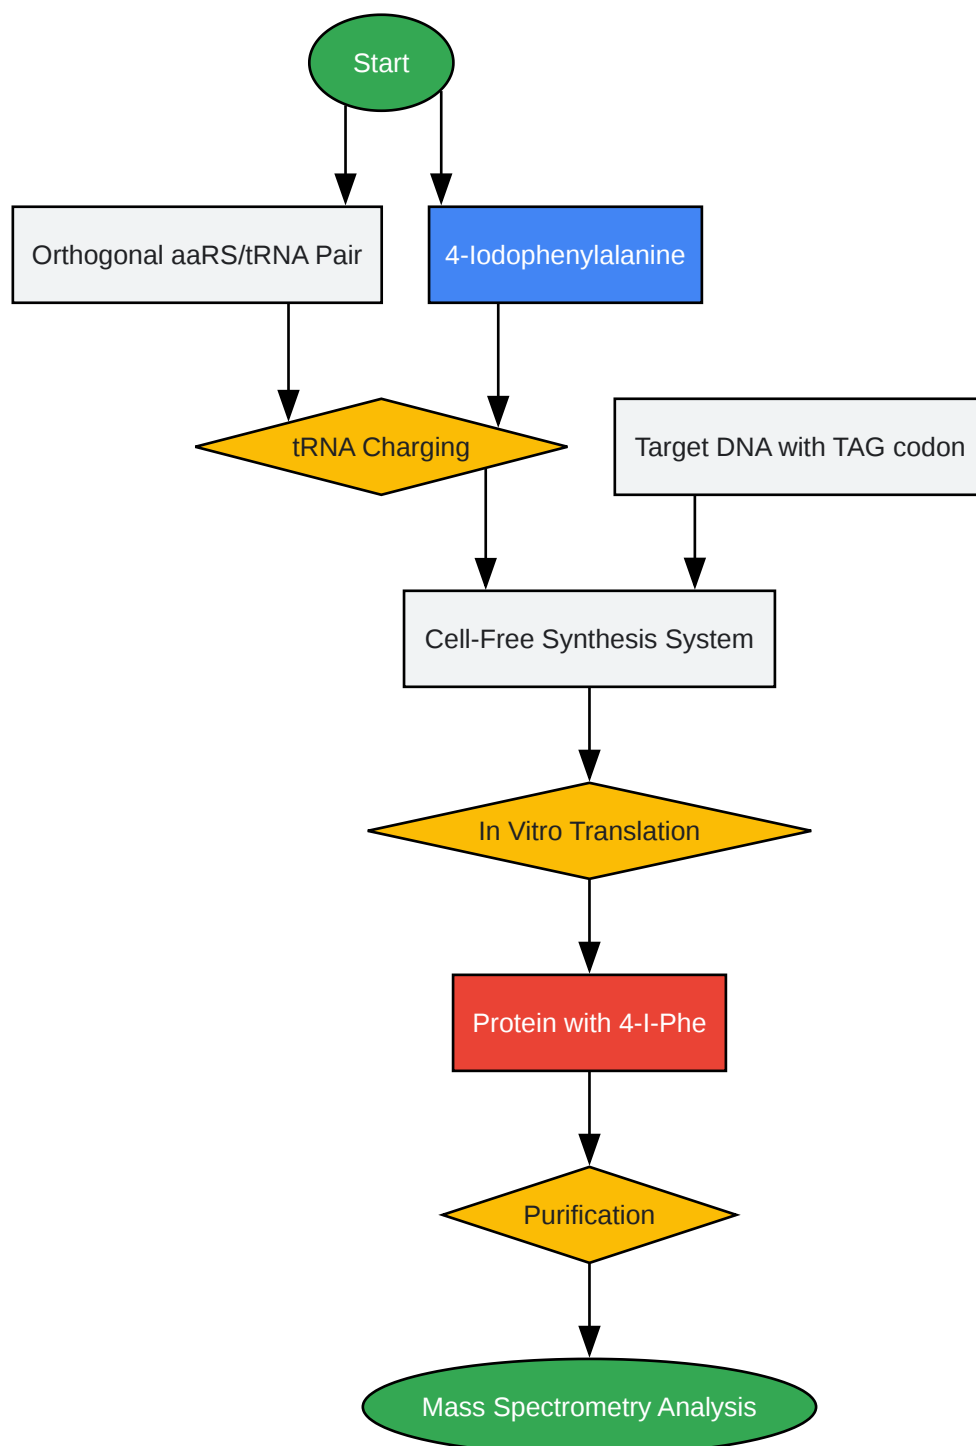 Start
Orthogonal aaRS/tRNA Pair
4-Iodophenylalanine
tRNA Charging
Target DNA with TAG codon
Cell-Free Synthesis System
In Vitro Translation
Protein with 4-I-Phe
Purification
Mass Spectrometry Analysis